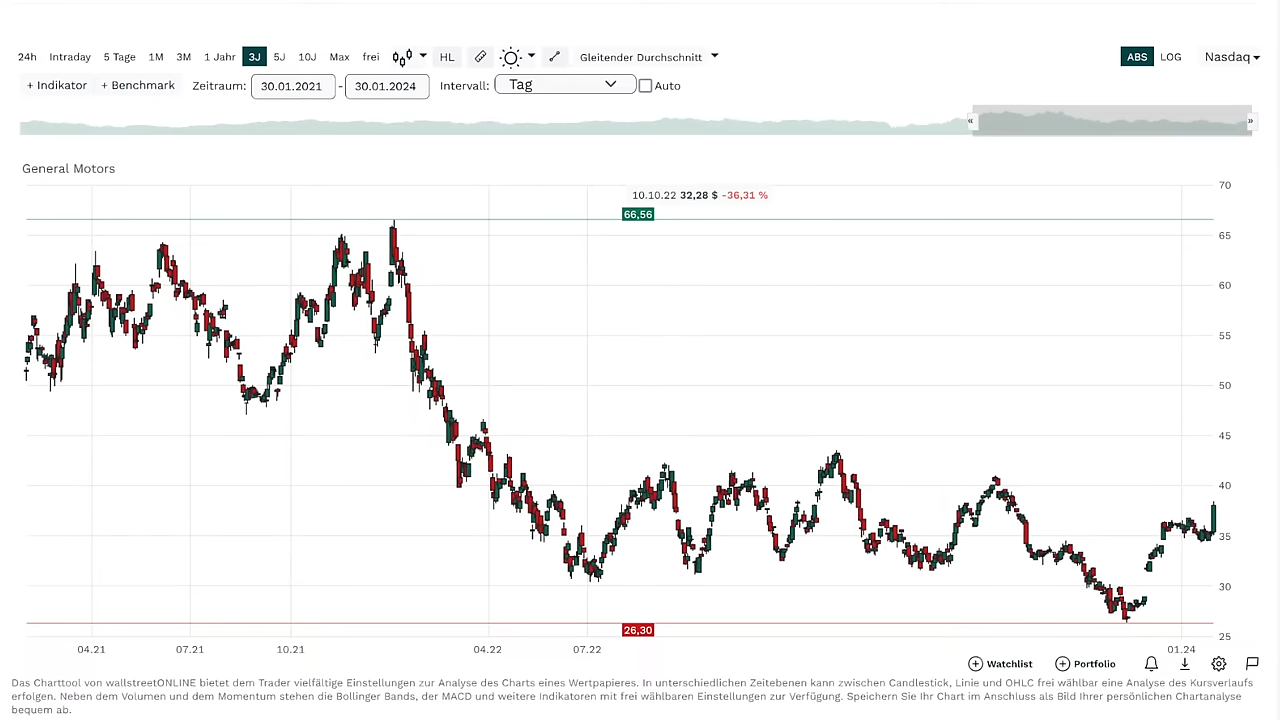 24h Intraday 5 Tage 1M 3M 1 Jahr 3J 5J 10J Max frei HL Gleitender Durchschnitt ABS LOG Nasdaq
+ Indikator + Benchmark Zeitraum: 30.01.2021 - 30.01.2024 Intervall: Tag Auto
General Motors
10.10.22 32,28 $ -36,31 %
70
66,56
65
60
55
50
45
40
35
30
26,30
25
04.21 07.21 10.21 04.22 07.22 01.24
Watchlist Portfolio
Das Charttool von wallstreetONLINE bietet dem Trader vielfältige Einstellungen zur Analyse des Charts eines Wertpapieres. In unterschiedlichen Zeitebenen kann zwischen Candlestick, Linie und OHLC frei wählbar eine Analyse des Kursverlaufs
erfolgen. Neben dem Volumen und dem Momentum stehen die Bollinger Bands, der MACD und weitere Indikatoren mit frei wählbaren Einstellungen zur Verfügung. Speichern Sie Ihr Chart im Anschluss als Bild Ihrer persönlichen Chartanalyse
bequem ab.